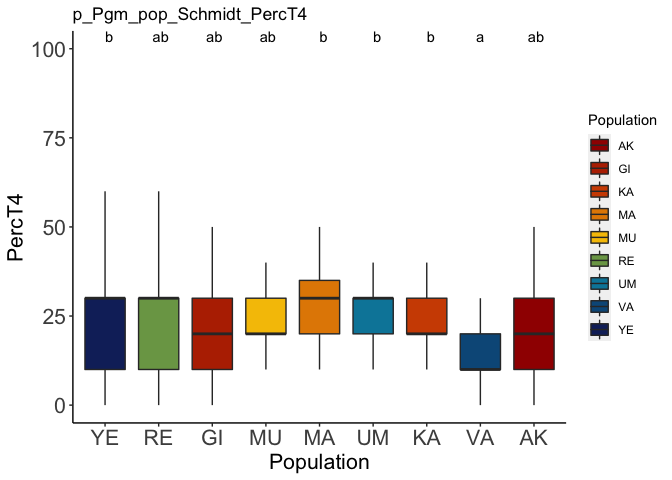 p_Pgm_pop_Schmidt_PercT4
b ab ab ab b b b a ab
100
75
50
25
0
PercT4
YE RE GI MU MA UM KA VA AK
Population
Population
AK
GI
KA
MA
MU
RE
UM
VA
YE